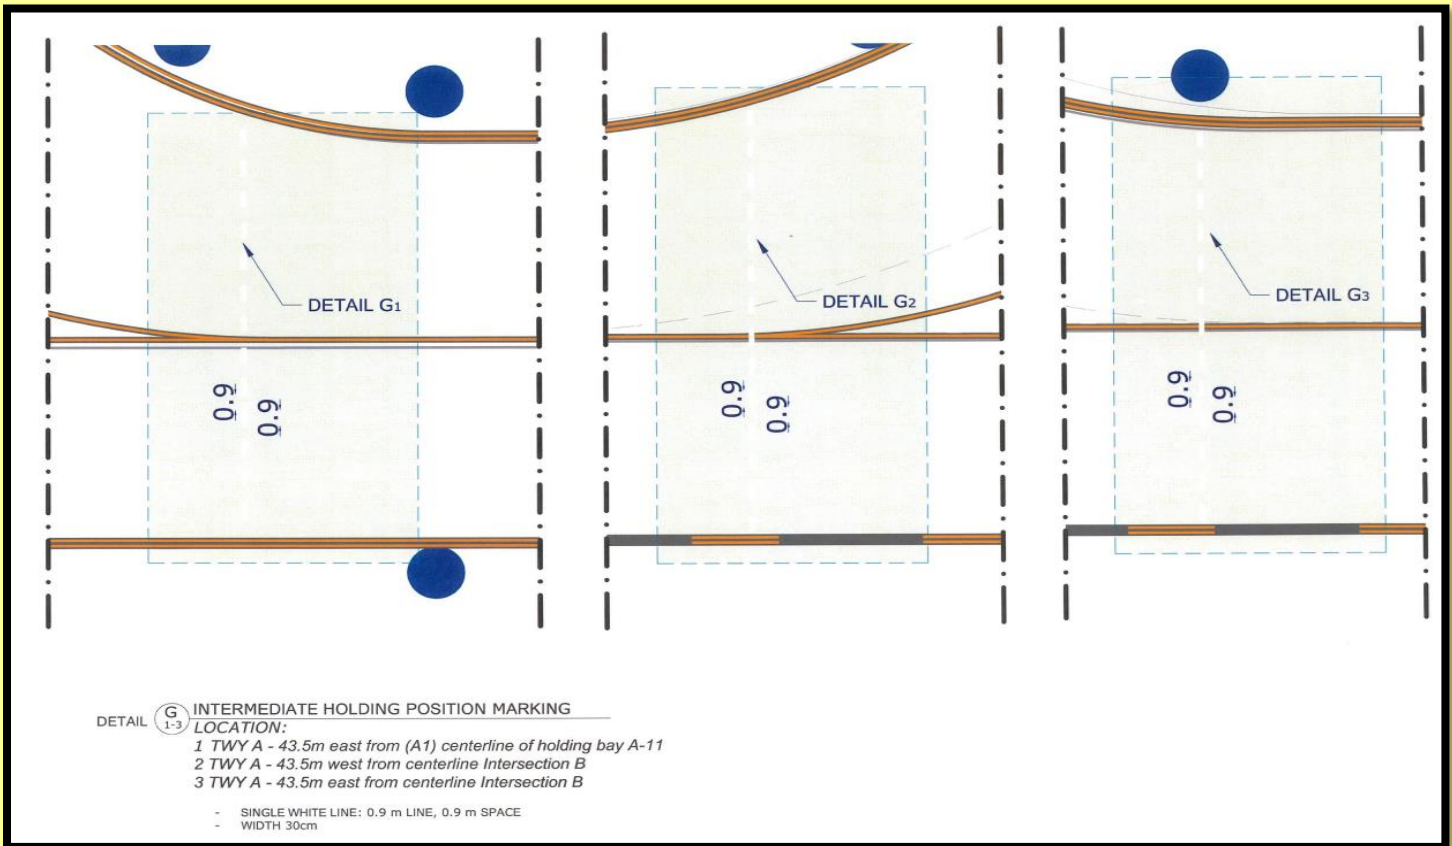 DETAIL G1
DETAIL G2
DETAIL G3
0.9
0.9
0.9
0.9
0.9
0.9
DETAIL G 1-3 INTERMEDIATE HOLDING POSITION MARKING
LOCATION:
1 TWY A - 43.5m east from (A1) centerline of holding bay A-11
2 TWY A - 43.5m west from centerline Intersection B
3 TWY A - 43.5m east from centerline Intersection B
- SINGLE WHITE LINE: 0.9 m LINE, 0.9 m SPACE
- WIDTH 30cm